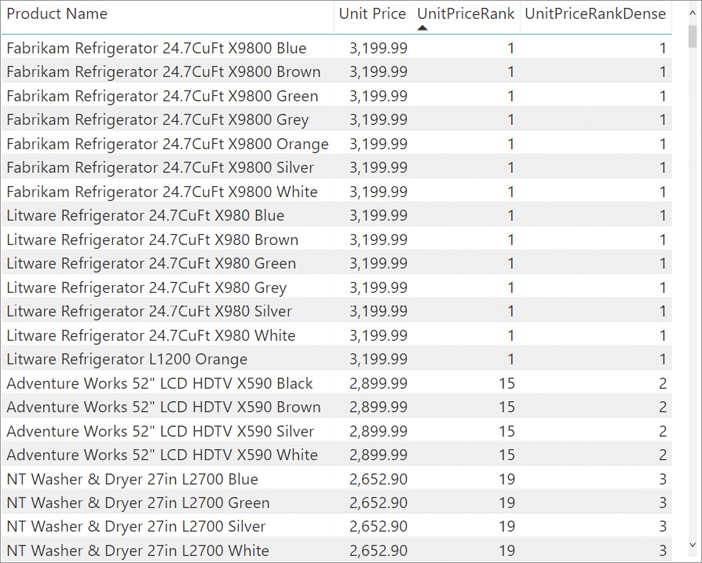 Product Name Unit Price UnitPriceRank UnitPriceRankDense
Fabrikam Refrigerator 24.7CuFt X9800 Blue 3,199.99 1 1
Fabrikam Refrigerator 24.7CuFt X9800 Brown 3,199.99 1 1
Fabrikam Refrigerator 24.7CuFt X9800 Green 3,199.99 1 1
Fabrikam Refrigerator 24.7CuFt X9800 Grey 3,199.99 1 1
Fabrikam Refrigerator 24.7CuFt X9800 Orange 3,199.99 1 1
Fabrikam Refrigerator 24.7CuFt X9800 Silver 3,199.99 1 1
Fabrikam Refrigerator 24.7CuFt X9800 White 3,199.99 1 1
Litware Refrigerator 24.7CuFt X980 Blue 3,199.99 1 1
Litware Refrigerator 24.7CuFt X980 Brown 3,199.99 1 1
Litware Refrigerator 24.7CuFt X980 Green 3,199.99 1 1
Litware Refrigerator 24.7CuFt X980 Grey 3,199.99 1 1
Litware Refrigerator 24.7CuFt X980 Silver 3,199.99 1 1
Litware Refrigerator 24.7CuFt X980 White 3,199.99 1 1
Litware Refrigerator L1200 Orange 3,199.99 1 1
Adventure Works 52" LCD HDTV X590 Black 2,899.99 15 2
Adventure Works 52" LCD HDTV X590 Brown 2,899.99 15 2
Adventure Works 52" LCD HDTV X590 Silver 2,899.99 15 2
Adventure Works 52" LCD HDTV X590 White 2,899.99 15 2
NT Washer & Dryer 27in L2700 Blue 2,652.90 19 3
NT Washer & Dryer 27in L2700 Green 2,652.90 19 3
NT Washer & Dryer 27in L2700 Silver 2,652.90 19 3
NT Washer & Dryer 27in L2700 White 2,652.90 19 3